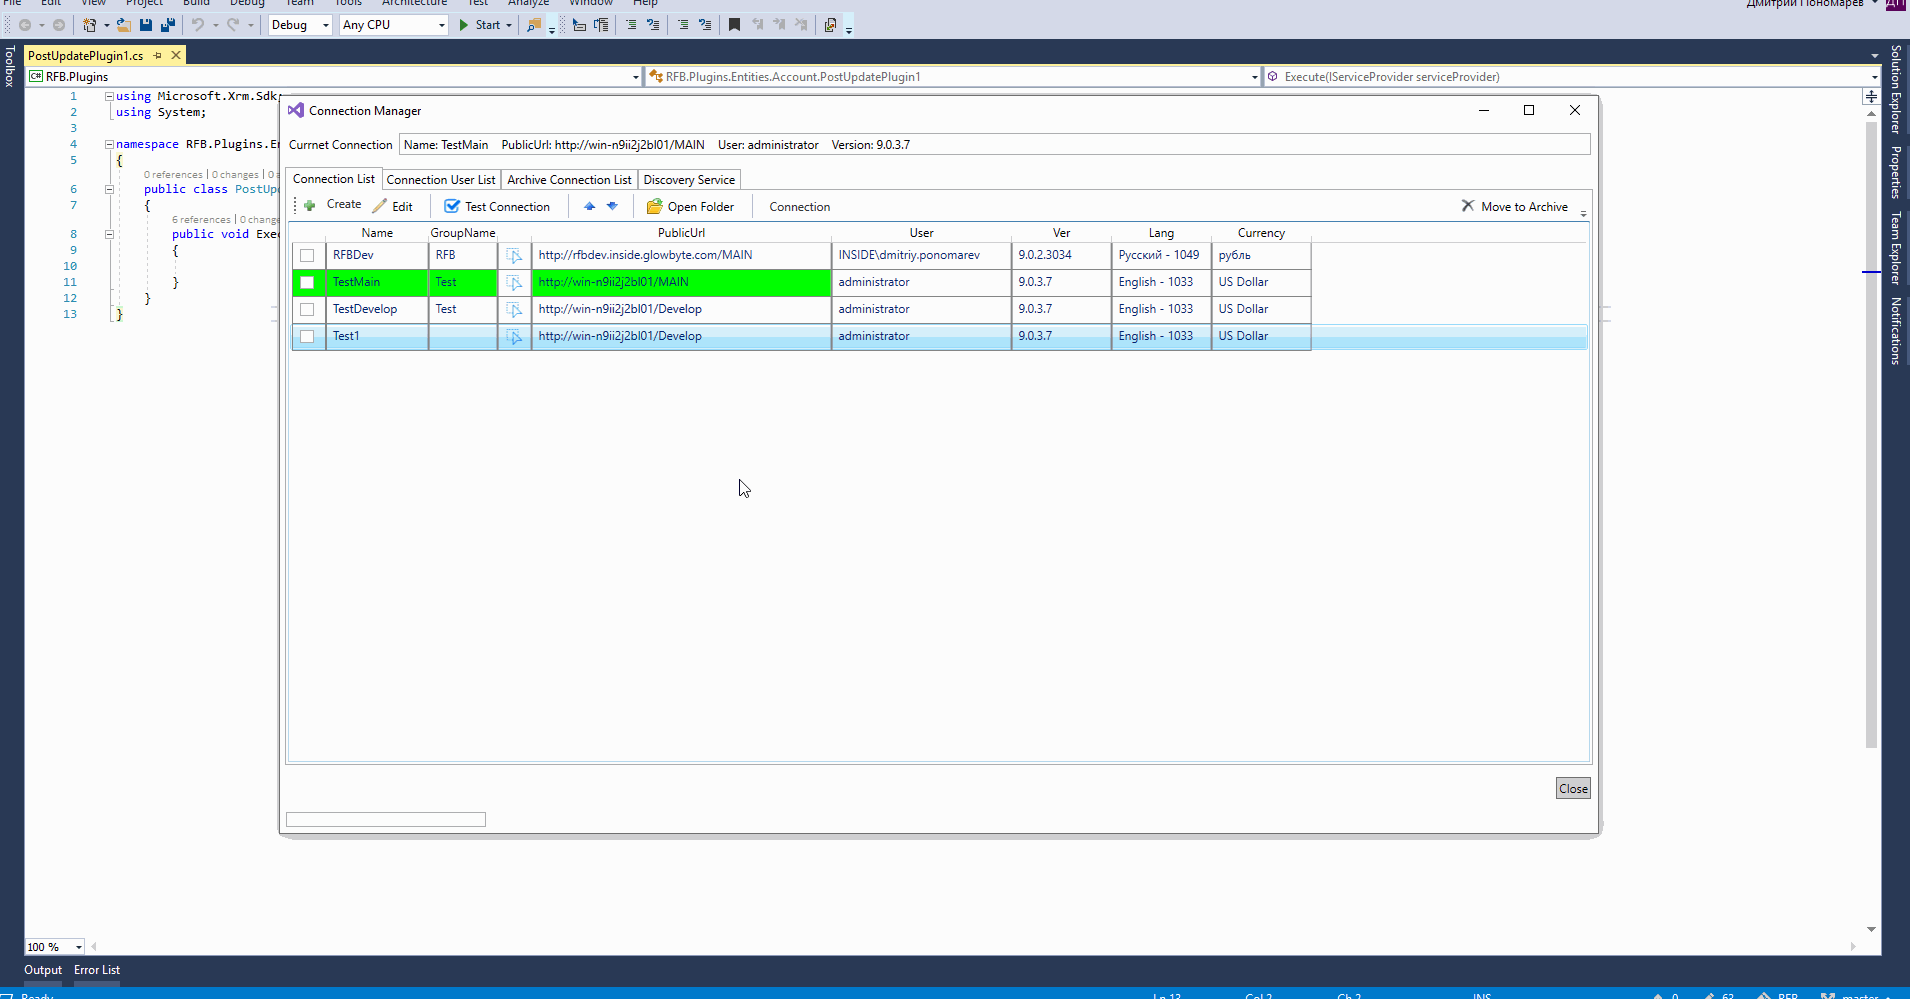 File Edit View Project Build Debug Team Tools Architecture Test Analyze Window Help
Дмитрий Пономарев ДП
Debug Any CPU Start
Toolbox
PostUpdatePlugin1.cs
C# RFB.Plugins RFB.Plugins.Entities.Account.PostUpdatePlugin1 Execute(IServiceProvider serviceProvider)
1 using Microsoft.Xrm.Sdk;
2 using System;
3
4 namespace RFB.Plugins.En
5 {
0 references | 0 changes | 0
6 public class PostUp
7 {
6 references | 0 change
8 public void Exec
9 {
10
11 }
12 }
13 }
Connection Manager
Currnet Connection Name: TestMain PublicUrl: http://win-n9ii2j2bl01/MAIN User: administrator Version: 9.0.3.7
Connection List Connection User List Archive Connection List Discovery Service
Create Edit Test Connection Open Folder Connection Move to Archive
Name GroupName PublicUrl User Ver Lang Currency
RFBDev RFB http://rfbdev.inside.glowbyte.com/MAIN INSIDE\dmitriy.ponomarev 9.0.2.3034 Русский - 1049 рубль
TestMain Test http://win-n9ii2j2bl01/MAIN administrator 9.0.3.7 English - 1033 US Dollar
TestDevelop Test http://win-n9ii2j2bl01/Develop administrator 9.0.3.7 English - 1033 US Dollar
Test1 http://win-n9ii2j2bl01/Develop administrator 9.0.3.7 English - 1033 US Dollar
Close
Solution Explorer
Properties
Team Explorer
Notifications
100 %
Output Error List
Ready Ln 13 Col 2 Ch 2 INS 0 63 RFB master